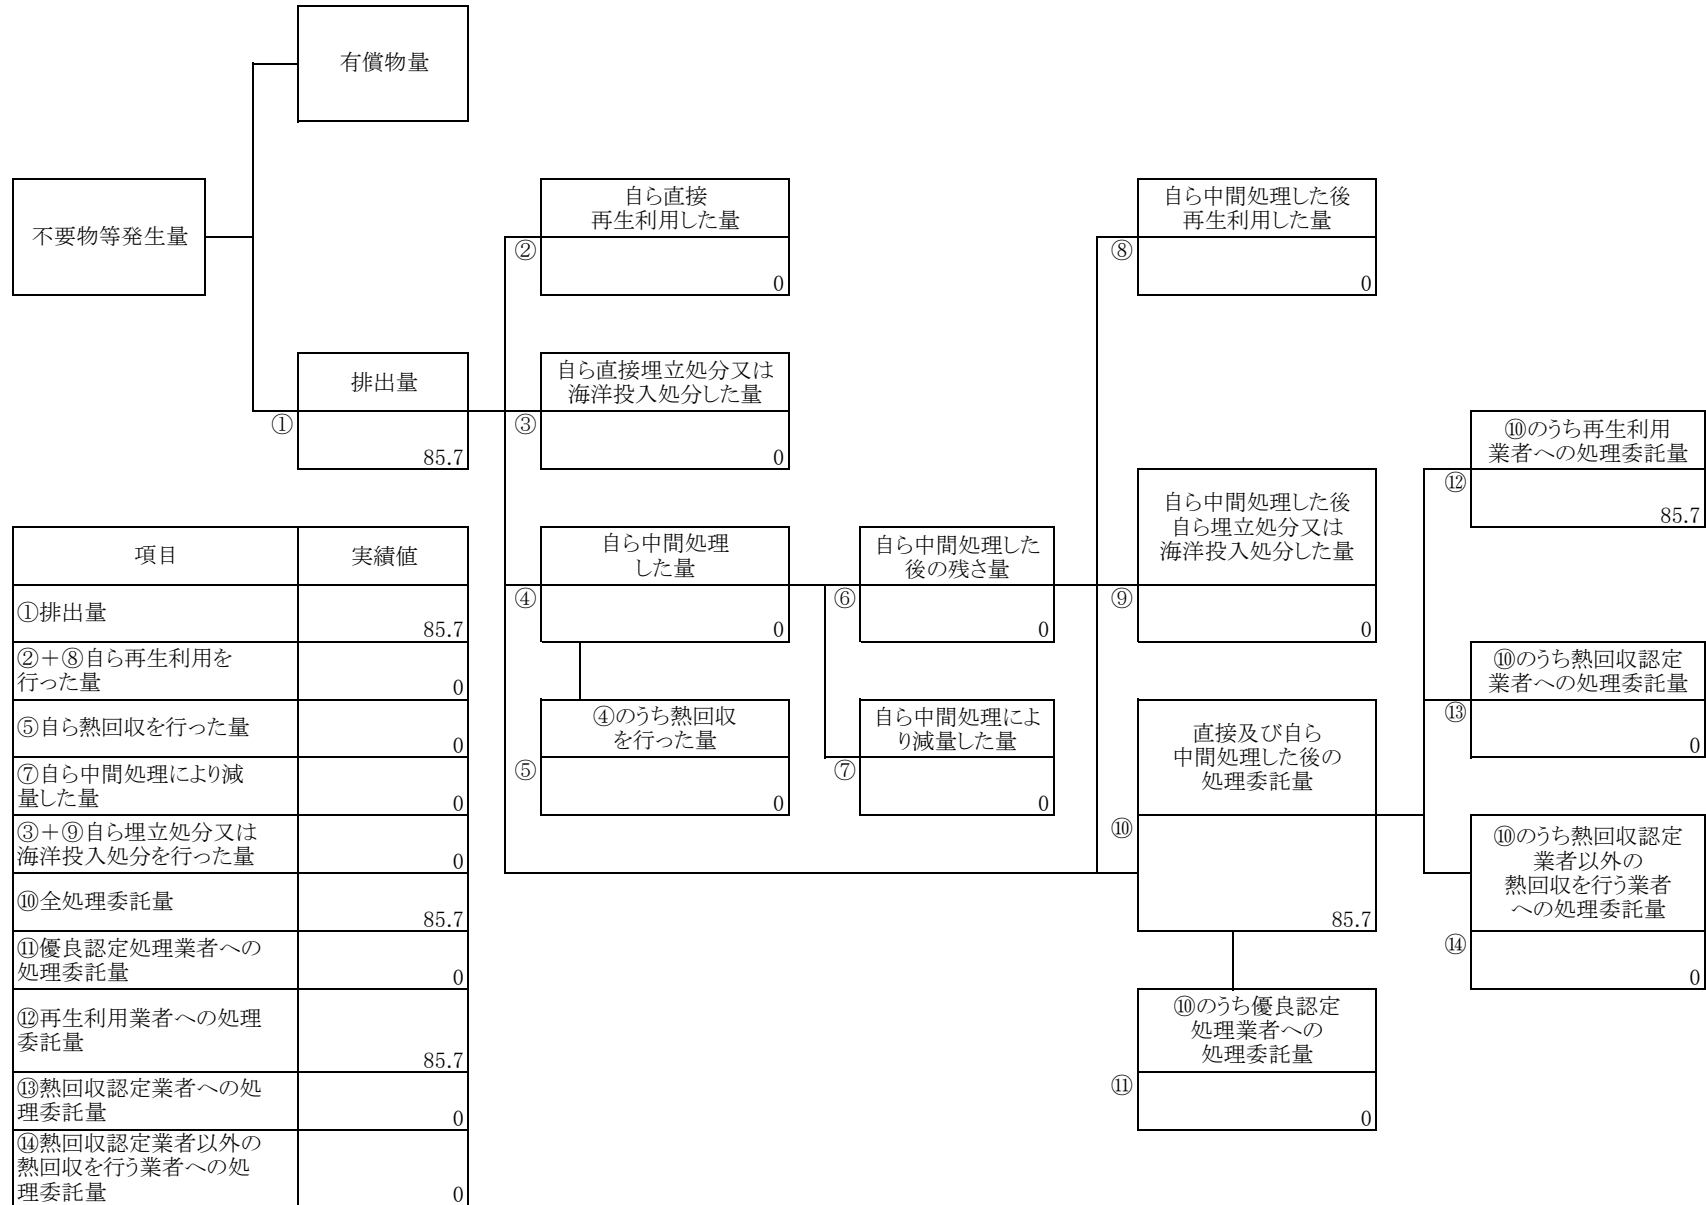 有償物量
不要物等発生量
自ら直接
再生利用した量
②
0
自ら中間処理した後
再生利用した量
⑧
0
排出量
①
85.7
自ら直接埋立処分又は
海洋投入処分した量
③
0
⑩のうち再生利用
業者への処理委託量
⑫
85.7
自ら中間処理
した量
④
0
自ら中間処理した
後の残さ量
⑥
0
自ら中間処理した後
自ら埋立処分又は
海洋投入処分した量
⑨
0
⑩のうち熱回収認定
業者への処理委託量
⑬
0
④のうち熱回収
を行った量
⑤
0
自ら中間処理によ
り減量した量
⑦
0
直接及び自ら
中間処理した後の
処理委託量
⑩
85.7
⑩のうち熱回収認定
業者以外の
熱回収を行う業者
への処理委託量
⑭
0
⑩のうち優良認定
処理業者への
処理委託量
⑪
0
項目 実績値
①排出量
85.7
②+⑧自ら再生利用を
行った量
0
⑤自ら熱回収を行った量
0
⑦自ら中間処理により減
量した量
0
③+⑨自ら埋立処分又は
海洋投入処分を行った量
0
⑩全処理委託量
85.7
⑪優良認定処理業者への
処理委託量
0
⑫再生利用業者への処理
委託量
85.7
⑬熱回収認定業者への処
理委託量
0
⑭熱回収認定業者以外の
熱回収を行う業者への処
理委託量
0